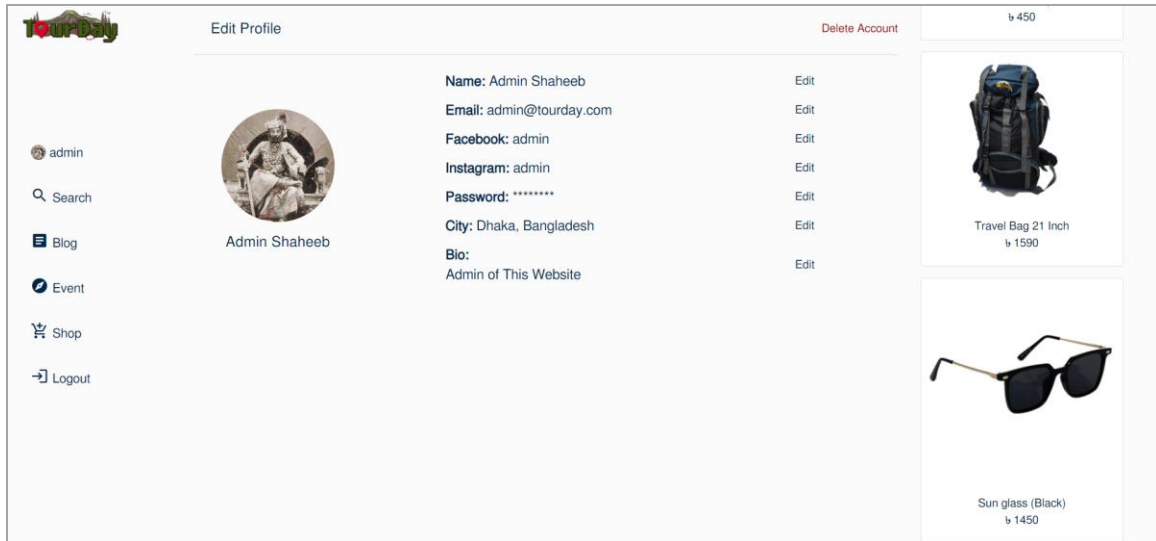 TourDay
Edit Profile
Delete Account
admin
Search
Blog
Event
Shop
Logout
Admin Shaheeb
Name: Admin Shaheeb Edit
Email: admin@tourday.com Edit
Facebook: admin Edit
Instagram: admin Edit
Password: ******** Edit
City: Dhaka, Bangladesh Edit
Bio:
Admin of This Website Edit
৳ 450
Travel Bag 21 Inch
৳ 1590
Sun glass (Black)
৳ 1450